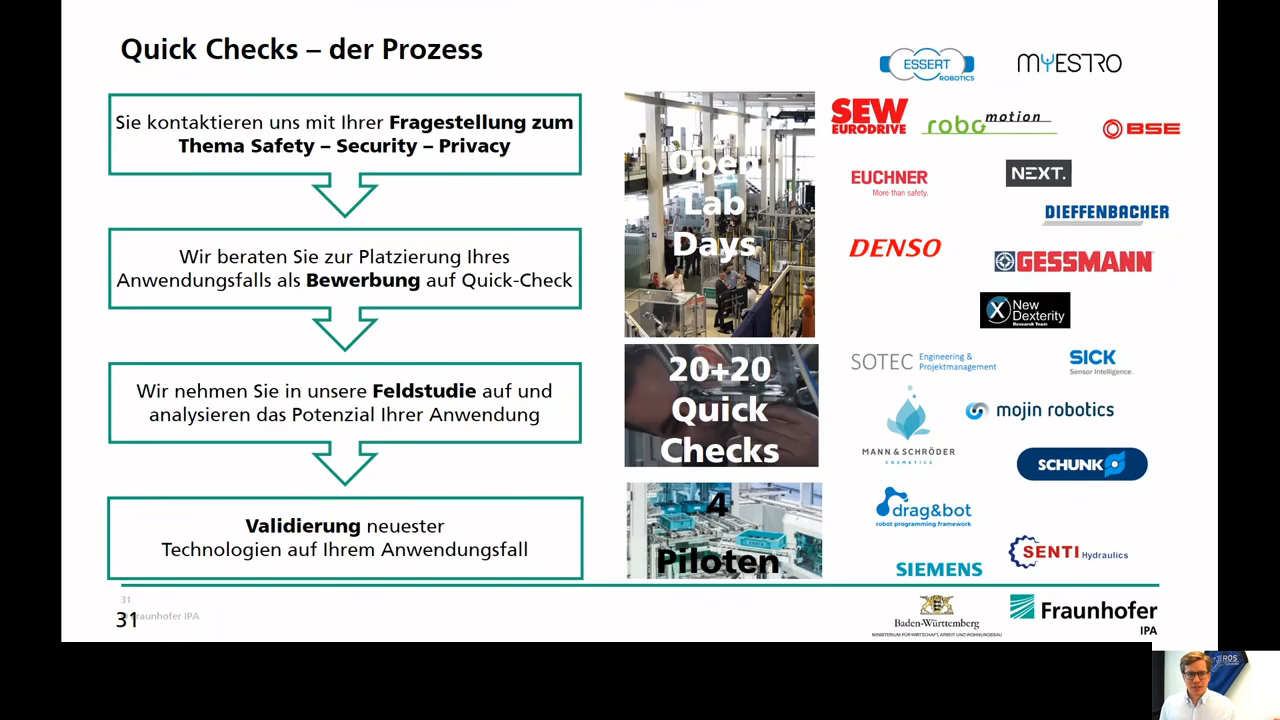 Quick Checks – der Prozess
Sie kontaktieren uns mit Ihrer Fragestellung zum
Thema Safety – Security – Privacy
Wir beraten Sie zur Platzierung Ihres
Anwendungsfalls als Bewerbung auf Quick-Check
Wir nehmen Sie in unsere Feldstudie auf und
analysieren das Potenzial Ihrer Anwendung
Validierung neuester
Technologien auf Ihrem Anwendungsfall
Open
Lab
Days
20+20
Quick
Checks
4
Piloten
ESSERT
ROBOTICS
MYESTRO
SEW
EURODRIVE
robomotion
BSE
EUCHNER
More than safety.
NEXT.
DIEFFENBACHER
DENSO
GESSMANN
New
Dexterity
Research Team
SOTEC Engineering &
Projektmanagement
SICK
Sensor Intelligence.
mojin robotics
MANN & SCHRÖDER
COSMETICS
SCHUNK
drag&bot
robot programming framework
SENTI Hydraulics
SIEMENS
31
31
Fraunhofer IPA
Baden-Württemberg
MINISTERIUM FÜR WIRTSCHAFT, ARBEIT UND WOHNUNGSBAU
Fraunhofer
IPA
ROS